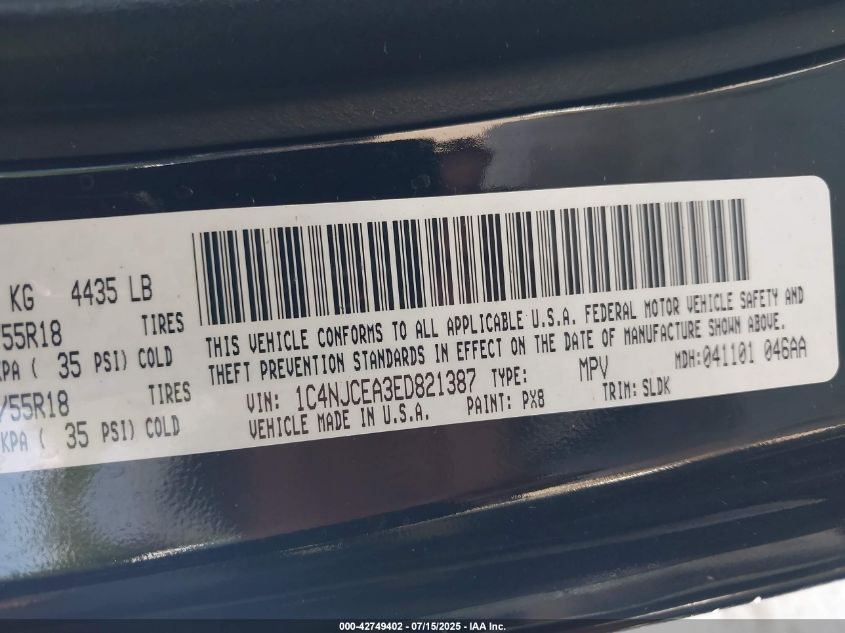 KG 4435 LB
55R18 TIRES
KPA ( 35 PSI) COLD
/55R18 TIRES
KPA ( 35 PSI) COLD
THIS VEHICLE CONFORMS TO ALL APPLICABLE U.S.A. FEDERAL MOTOR VEHICLE SAFETY AND
THEFT PREVENTION STANDARDS IN EFFECT ON THE DATE OF MANUFACTURE SHOWN ABOVE.
VIN: 1C4NJCEA3ED821387 TYPE: MPV MDH:041101 046AA
VEHICLE MADE IN U.S.A. PAINT: PX8 TRIM: SLDK
000-42749402 - 07/15/2025 - IAA Inc.